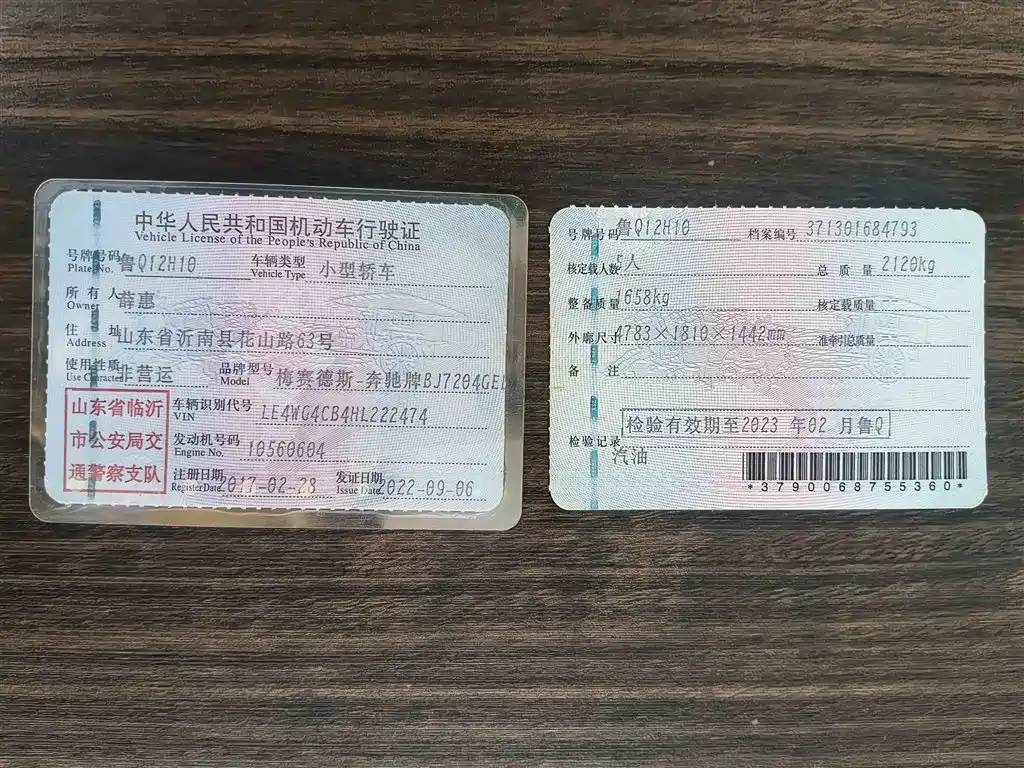 中华人民共和国机动车行驶证
Vehicle License of the People's Republic of China
号牌号码 鲁Q12H10 车辆类型 小型轿车
Plate No. Vehicle Type
所有人 薛惠
Owner
住址 山东省沂南县花山路63号
Address
使用性质 非营运 品牌型号 梅赛德斯-奔驰牌BJ7204GEL
Use Character Model
山东省临沂
市公安局交
通警察支队
车辆识别代号 LE4WG4CB4HL222474
VIN
发动机号码 10560604
Engine No.
注册日期 2017-02-28 发证日期 2022-09-06
Register Date Issue Date
号牌号码 鲁Q12H10 档案编号 371301684793
核定载人数 5人 总质量 2120kg
整备质量 1658kg 核定载质量 --
外廓尺寸 4783×1810×1442mm 准牵引总质量 --
备注
检验有效期至2023 年02 月鲁Q
检验记录
汽油
*3790068755360*